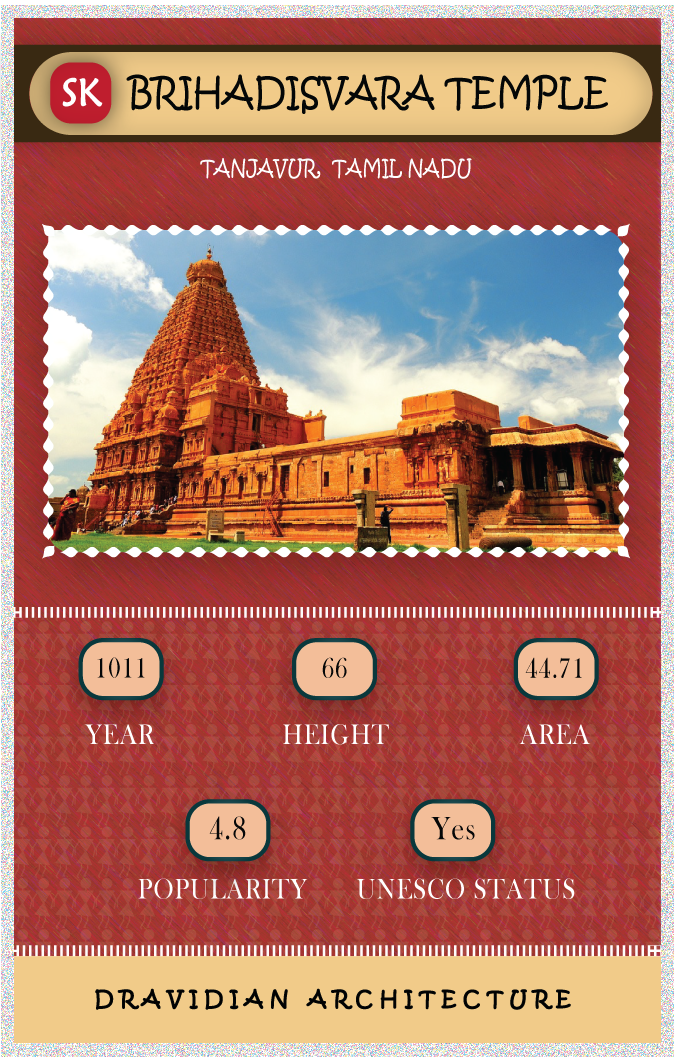 SK BRIHADISVARA TEMPLE
TANJAVUR, TAMIL NADU
1011 66 44.71
YEAR HEIGHT AREA
4.8 Yes
POPULARITY UNESCO STATUS
DRAVIDIAN ARCHITECTURE